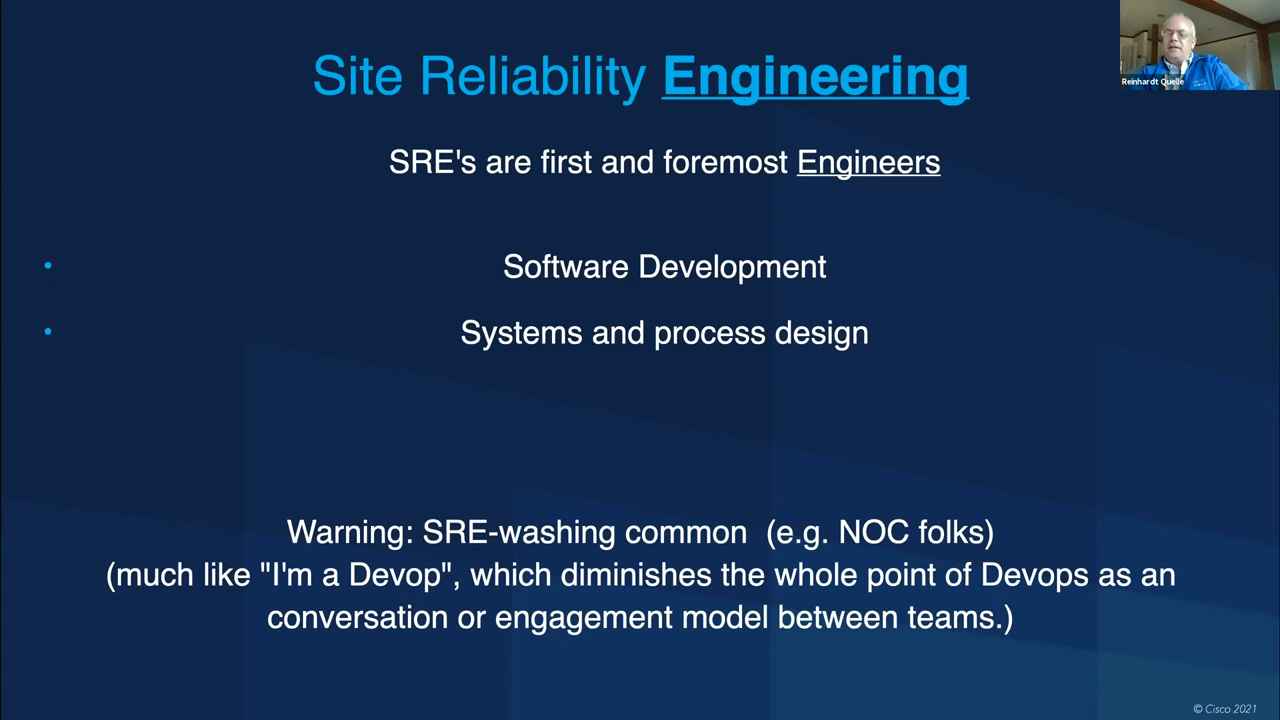 Site Reliability Engineering
Reinhardt Quelle
SRE's are first and foremost Engineers
• Software Development
• Systems and process design
Warning: SRE-washing common  (e.g. NOC folks)
(much like "I'm a Devop", which diminishes the whole point of Devops as an
conversation or engagement model between teams.)
© Cisco 2021